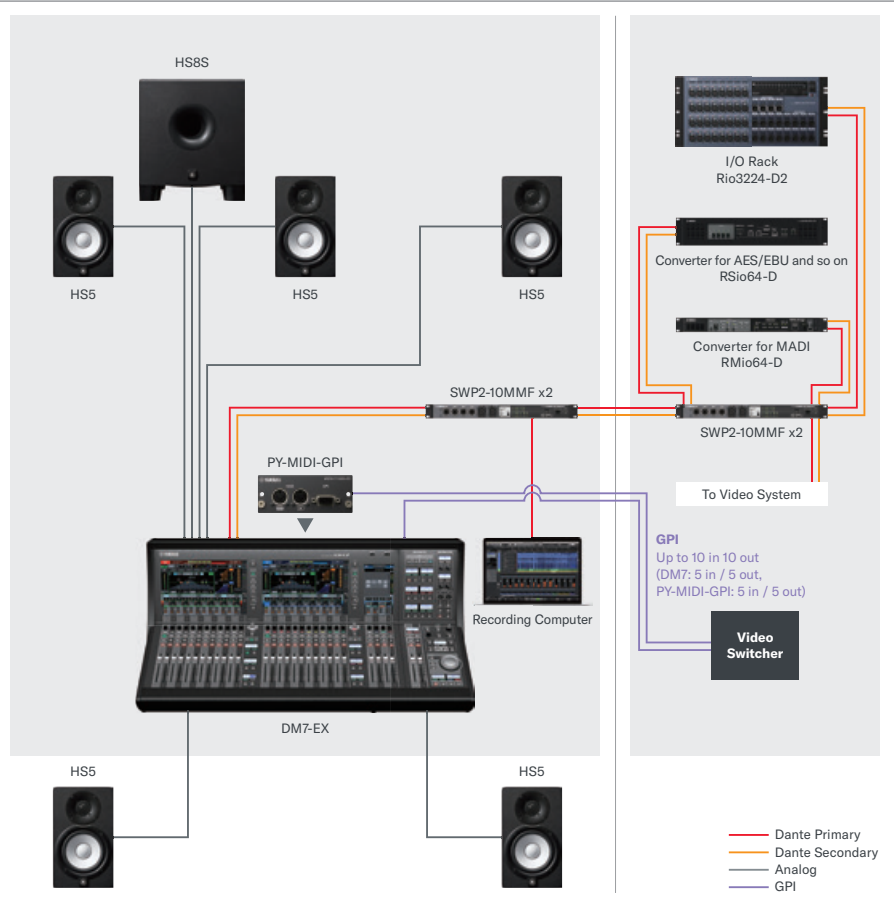 HS8S
HS5
HS5
HS5
I/O Rack
Rio3224-D2
Converter for AES/EBU and so on
RSio64-D
Converter for MADI
RMio64-D
SWP2-10MMF x2
SWP2-10MMF x2
PY-MIDI-GPI
To Video System
GPI
Up to 10 in 10 out
(DM7: 5 in / 5 out,
PY-MIDI-GPI: 5 in / 5 out)
Video
Switcher
Recording Computer
DM7-EX
HS5
HS5
Dante Primary
Dante Secondary
Analog
GPI